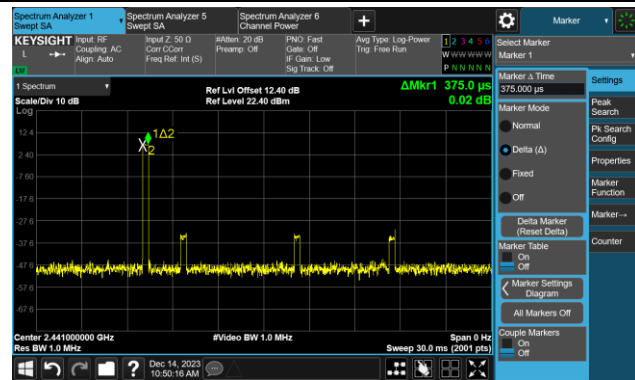 Spectrum Analyzer 1
Swept SA
Spectrum Analyzer 5
Swept SA
Spectrum Analyzer 6
Channel Power
Marker
KEYSIGHT
L
LW
Input: RF
Coupling: AC
Align: Auto
Input Z: 50 Ω
Corr CCorr
Freq Ref: Int (S)
#Atten: 20 dB
Preamp: Off
PNO: Fast
Gate: Off
IF Gain: Low
Sig Track: Off
Avg Type: Log-Power
Trig: Free Run
1 2 3 4 5 6
W W W W W W
P N N N N N
Select Marker
Marker 1
1 Spectrum
Scale/Div 10 dB
Log
Ref Lvl Offset 12.40 dB
Ref Level 22.40 dBm
ΔMkr1 375.0 µs
0.02 dB
12.4
2.40
-7.60
-17.6
-27.6
-37.6
-47.6
-57.6
-67.6
1Δ2
X2
Center 2.441000000 GHz
Res BW 1.0 MHz
#Video BW 1.0 MHz
Span 0 Hz
Sweep 30.0 ms (2001 pts)
Marker Δ Time
375.000 µs
Marker Mode
Normal
Delta (Δ)
Fixed
Off
Delta Marker
(Reset Delta)
Marker Table
On
Off
Marker Settings
Diagram
All Markers Off
Couple Markers
On
Off
Settings
Peak
Search
Pk Search
Config
Properties
Marker
Function
Marker→
Counter
?
Dec 14, 2023
10:50:16 AM